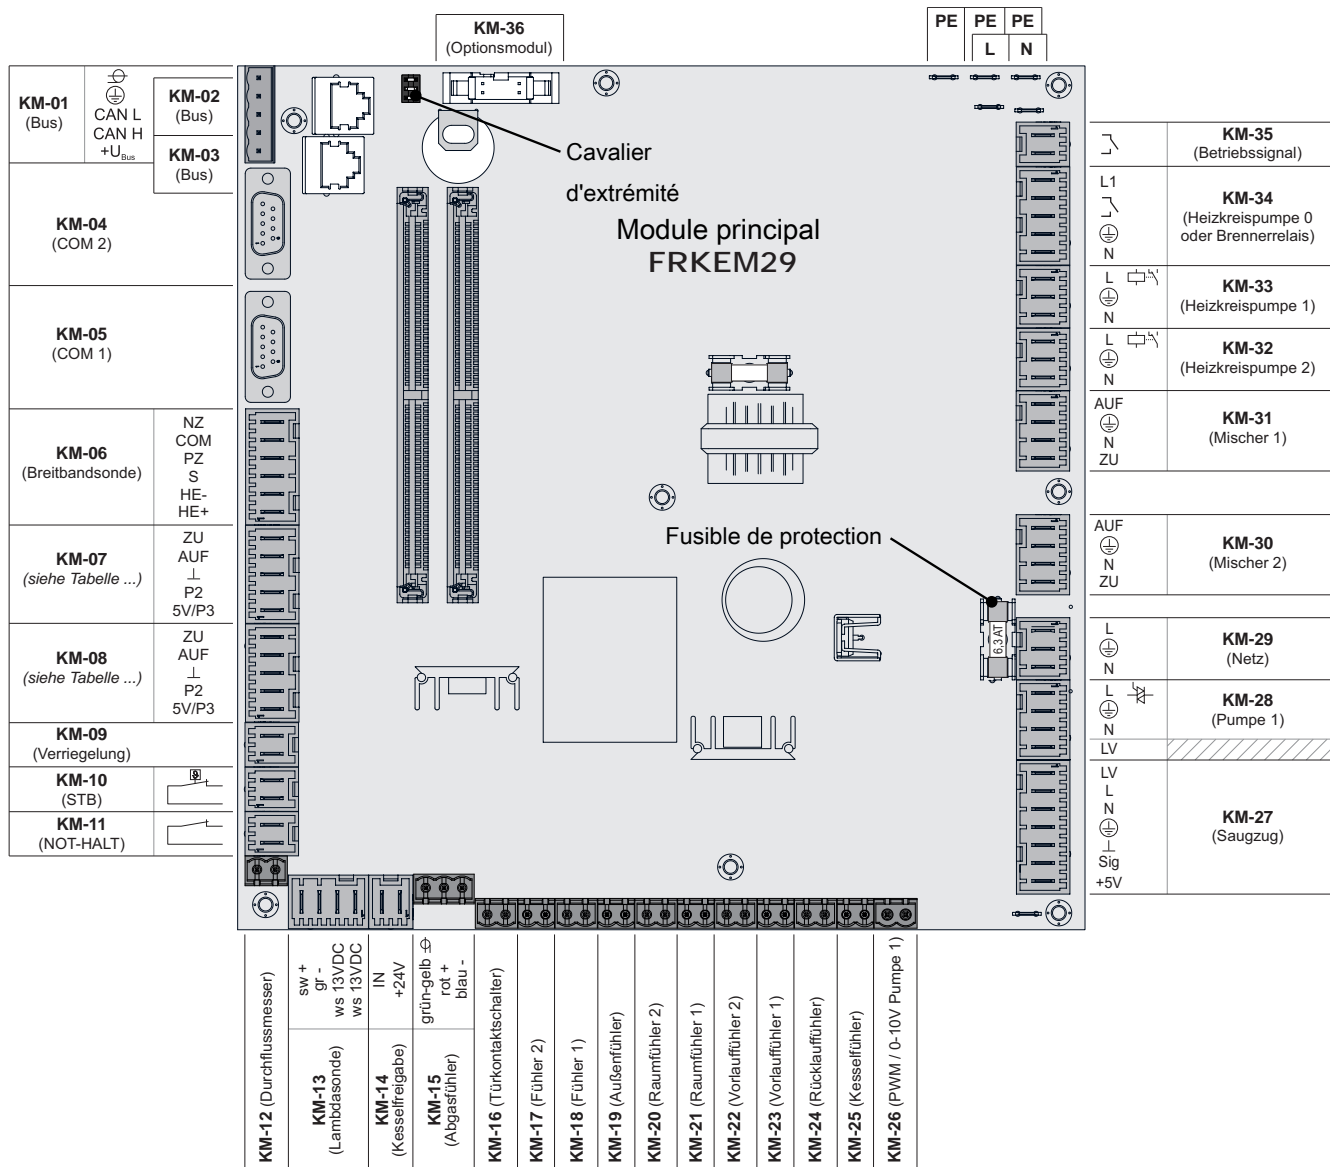 KM-36
(Optionsmodul)
PE
PE
PE
L
N
KM-01
(Bus)
CAN L
CAN H
+U Bus
KM-02
(Bus)
KM-03
(Bus)
KM-04
(COM 2)
KM-05
(COM 1)
KM-06
(Breitbandsonde)
NZ
COM
PZ
S
HE-
HE+
KM-07
(siehe Tabelle ...)
ZU
AUF
⊥
P2
5V/P3
KM-08
(siehe Tabelle ...)
ZU
AUF
⊥
P2
5V/P3
KM-09
(Verriegelung)
KM-10
(STB)
KM-11
(NOT-HALT)
Cavalier
d'extrémité
Module principal
FRKEM29
Fusible de protection
6,3 AT
KM-35
(Betriebssignal)
L1
N
KM-34
(Heizkreispumpe 0
oder Brennerrelais)
L
N
KM-33
(Heizkreispumpe 1)
L
N
KM-32
(Heizkreispumpe 2)
AUF
N
ZU
KM-31
(Mischer 1)
AUF
N
ZU
KM-30
(Mischer 2)
L
N
KM-29
(Netz)
L
N
LV
KM-28
(Pumpe 1)
LV
L
N
⊥
Sig
+5V
KM-27
(Saugzug)
KM-12 (Durchflussmesser)
sw +
gr -
ws 13VDC
ws 13VDC
KM-13
(Lambdasonde)
IN
+24V
KM-14
(Kesselfreigabe)
grün-gelb
rot +
blau -
KM-15
(Abgasfühler)
KM-16 (Türkontaktschalter)
KM-17 (Fühler 2)
KM-18 (Fühler 1)
KM-19 (Außenfühler)
KM-20 (Raumfühler 2)
KM-21 (Raumfühler 1)
KM-22 (Vorlauffühler 2)
KM-23 (Vorlauffühler 1)
KM-24 (Rücklauffühler)
KM-25 (Kesselfühler)
KM-26 (PWM / 0-10V Pumpe 1)